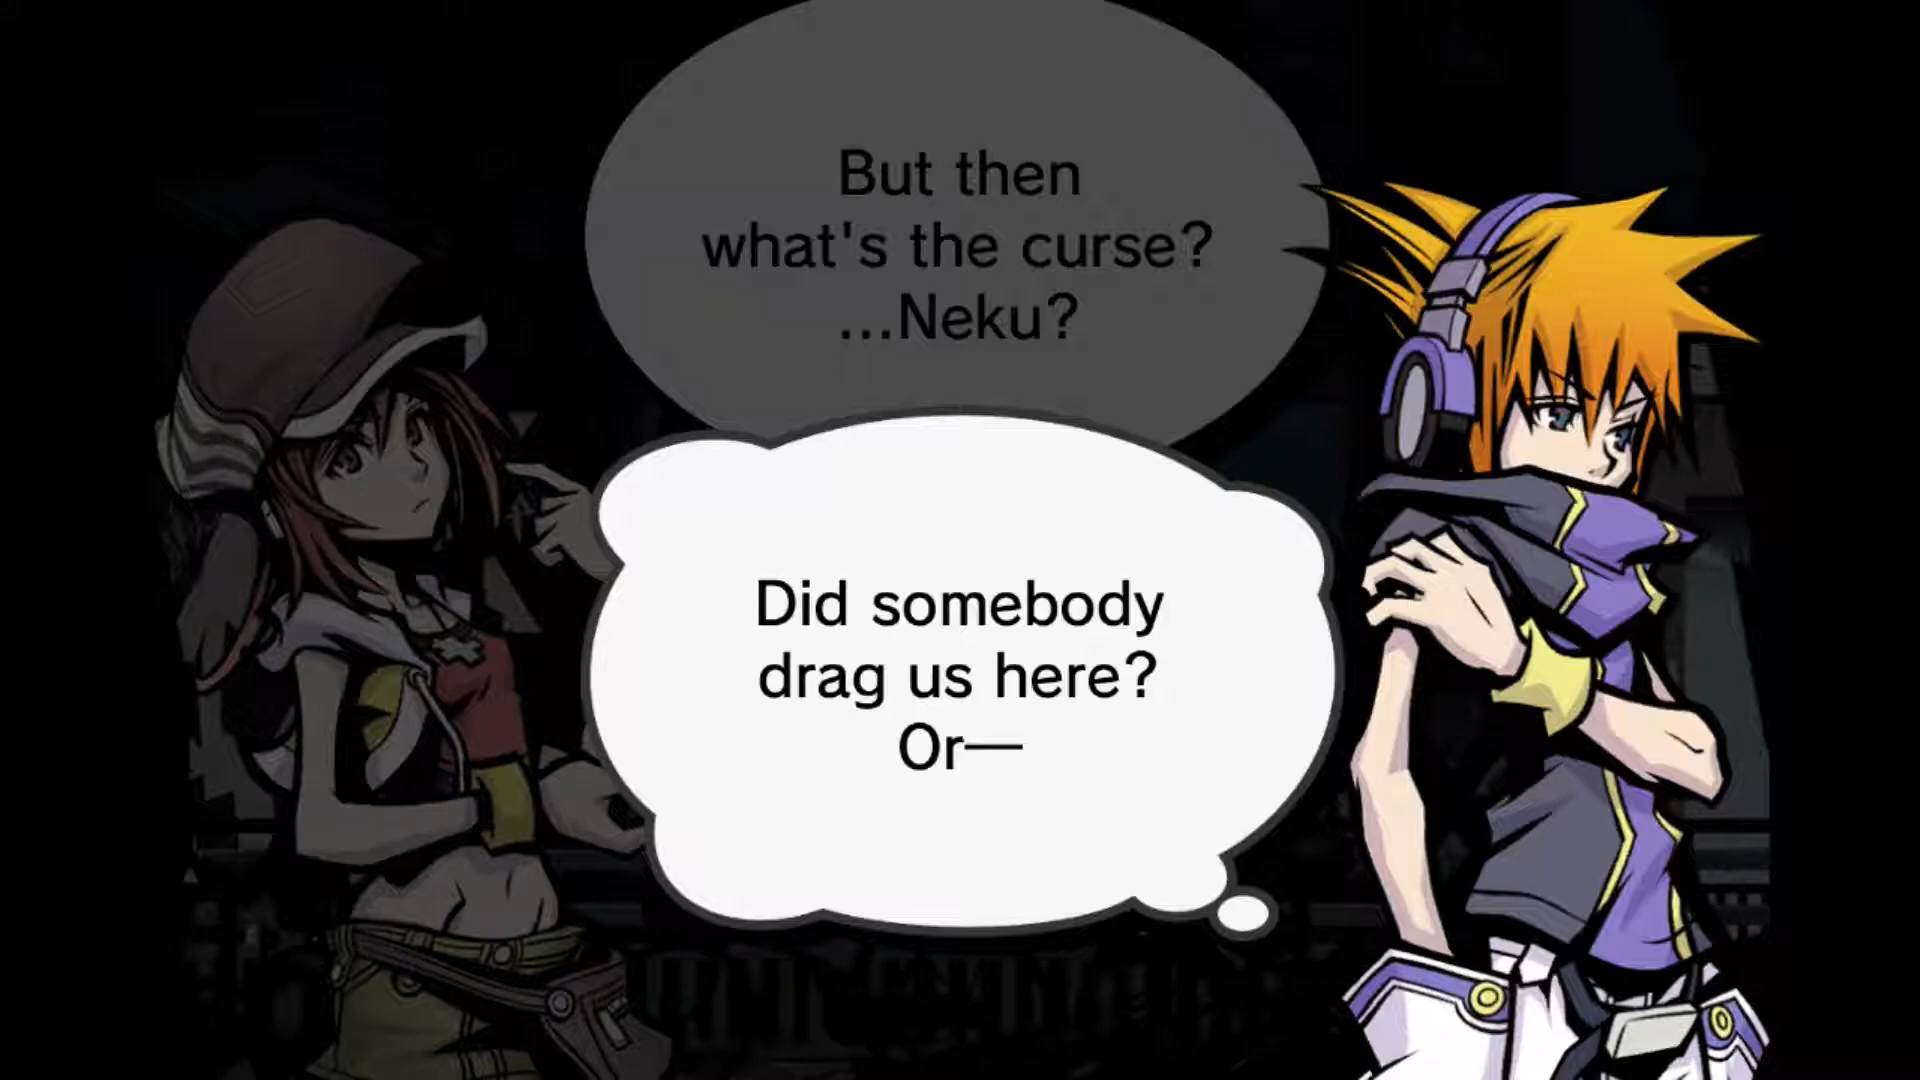 But then
what's the curse?
...Neku?
Did somebody
drag us here?
Or—